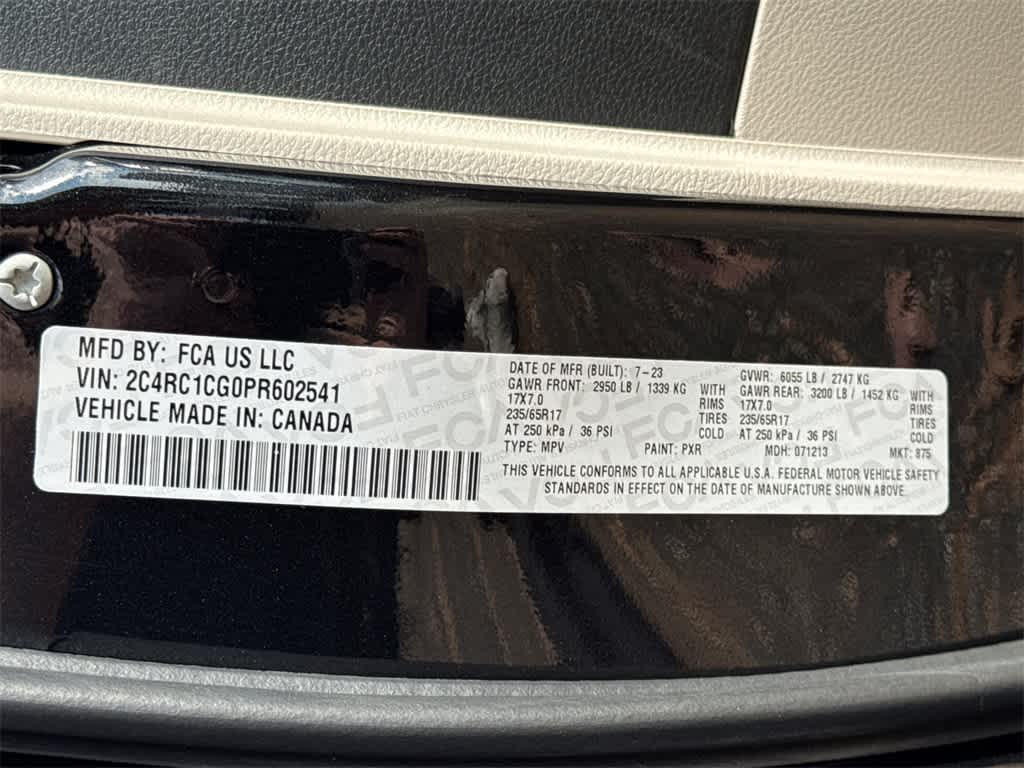 MFD BY: FCA US LLC
VIN: 2C4RC1CG0PR602541
VEHICLE MADE IN: CANADA
DATE OF MFR (BUILT): 7-23 GVWR: 6055 LB / 2747 KG
GAWR FRONT: 2950 LB / 1339 KG WITH GAWR REAR: 3200 LB / 1452 KG WITH
17X7.0 RIMS 17X7.0 RIMS
235/65R17 TIRES 235/65R17 TIRES
AT 250 kPa / 36 PSI COLD AT 250 kPa / 36 PSI COLD
TYPE: MPV PAINT: PXR MDH: 071213 MKT: 875
THIS VEHICLE CONFORMS TO ALL APPLICABLE U.S.A. FEDERAL MOTOR VEHICLE SAFETY
STANDARDS IN EFFECT ON THE DATE OF MANUFACTURE SHOWN ABOVE.